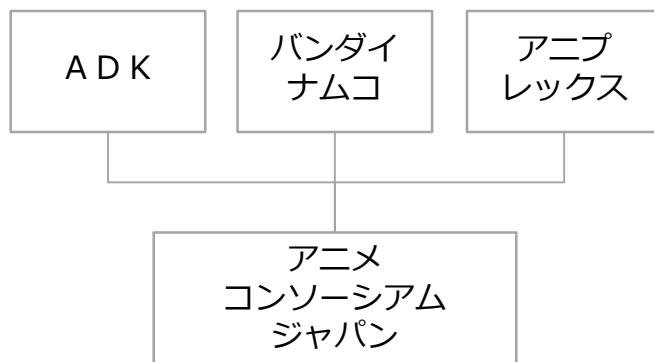 ＡＤＫ
バンダイ
ナムコ
アニプ
レックス
アニメ
コンソーシアム
ジャパン